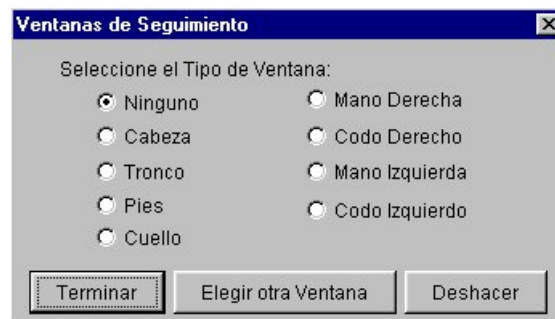 Ventanas de Seguimiento
Seleccione el Tipo de Ventana:
Ninguno
Cabeza
Tronco
Pies
Cuello
Mano Derecha
Codo Derecho
Mano Izquierda
Codo Izquierdo
Terminar
Elegir otra Ventana
Deshacer